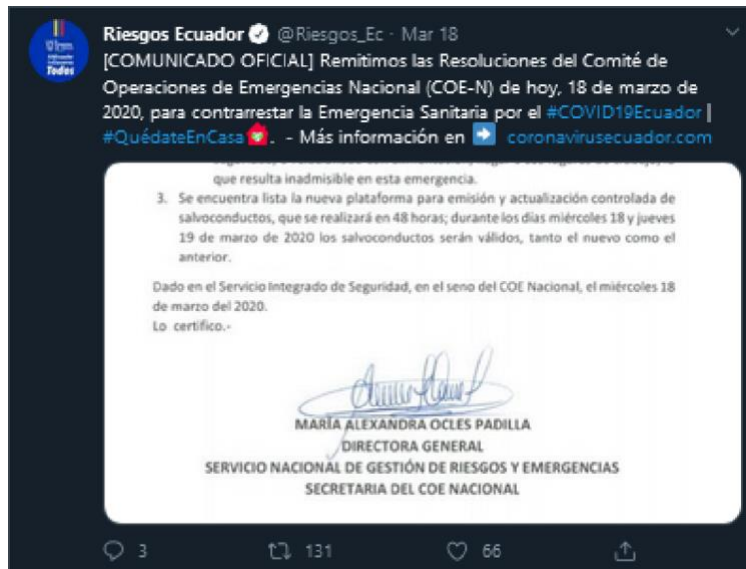 Riesgos Ecuador @Riesgos_Ec · Mar 18
[COMUNICADO OFICIAL] Remitimos las Resoluciones del Comité de
Operaciones de Emergencias Nacional (COE-N) de hoy, 18 de marzo de
2020, para contrarrestar la Emergencia Sanitaria por el #COVID19Ecuador |
#QuédateEnCasa. - Más información en ➡ coronavirusecuador.com
que resulta inadmisible en esta emergencia.
3. Se encuentra lista la nueva plataforma para emisión y actualización controlada de
salvoconductos, que se realizará en 48 horas; durante los días miércoles 18 y jueves
19 de marzo de 2020 los salvoconductos serán válidos, tanto el nuevo como el
anterior.
Dado en el Servicio Integrado de Seguridad, en el seno del COE Nacional, el miércoles 18
de marzo del 2020.
Lo certifico.-
MARÍA ALEXANDRA OCLES PADILLA
DIRECTORA GENERAL
SERVICIO NACIONAL DE GESTIÓN DE RIESGOS Y EMERGENCIAS
SECRETARIA DEL COE NACIONAL
3 131 66
Todos